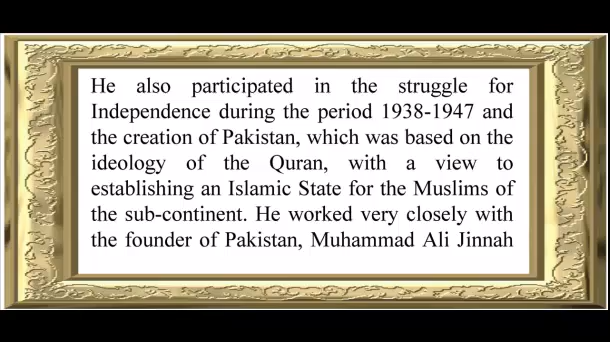 He also participated in the struggle for
Independence during the period 1938-1947 and
the creation of Pakistan, which was based on the
ideology of the Quran, with a view to
establishing an Islamic State for the Muslims of
the sub-continent. He worked very closely with
the founder of Pakistan, Muhammad Ali Jinnah